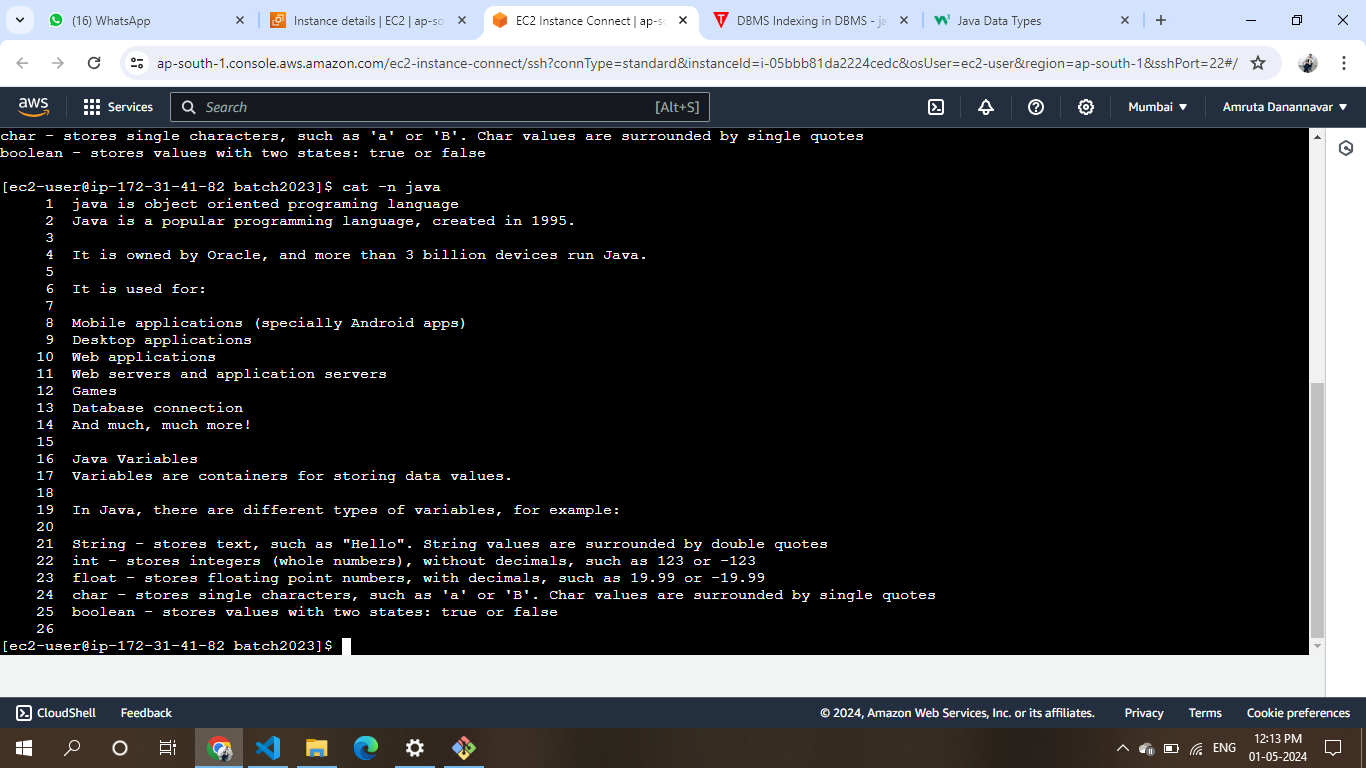 (16) WhatsApp
Instance details | EC2 | ap-so
EC2 Instance Connect | ap-so
DBMS Indexing in DBMS - ja
Java Data Types
ap-south-1.console.aws.amazon.com/ec2-instance-connect/ssh?connType=standard&instanceId=i-05bbb81da2224cedc&osUser=ec2-user&region=ap-south-1&sshPort=22#/
aws
Services
Search
[Alt+S]
Mumbai
Amruta Danannavar
char - stores single characters, such as 'a' or 'B'. Char values are surrounded by single quotes
boolean - stores values with two states: true or false
[ec2-user@ip-172-31-41-82 batch2023]$ cat -n java
1 java is object oriented programing language
2 Java is a popular programming language, created in 1995.
3
4 It is owned by Oracle, and more than 3 billion devices run Java.
5
6 It is used for:
7
8 Mobile applications (specially Android apps)
9 Desktop applications
10 Web applications
11 Web servers and application servers
12 Games
13 Database connection
14 And much, much more!
15
16 Java Variables
17 Variables are containers for storing data values.
18
19 In Java, there are different types of variables, for example:
20
21 String - stores text, such as "Hello". String values are surrounded by double quotes
22 int - stores integers (whole numbers), without decimals, such as 123 or -123
23 float - stores floating point numbers, with decimals, such as 19.99 or -19.99
24 char - stores single characters, such as 'a' or 'B'. Char values are surrounded by single quotes
25 boolean - stores values with two states: true or false
26
[ec2-user@ip-172-31-41-82 batch2023]$
CloudShell
Feedback
© 2024, Amazon Web Services, Inc. or its affiliates.
Privacy
Terms
Cookie preferences
ENG
12:13 PM
01-05-2024